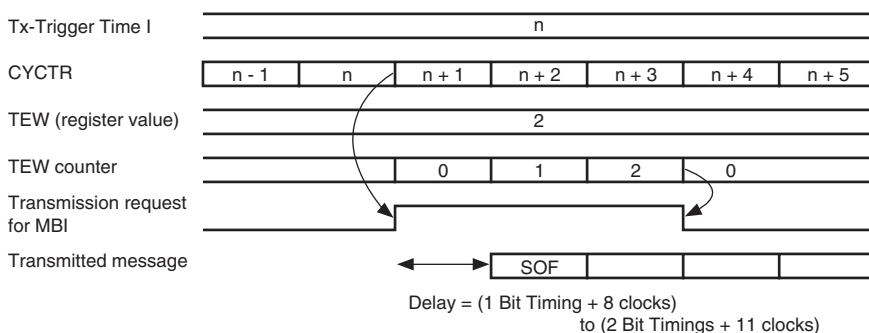 Tx-Trigger Time I
n
CYCTR
n - 1
n
n + 1
n + 2
n + 3
n + 4
n + 5
TEW (register value)
2
TEW counter
0
1
2
0
Transmission request
for MBI
Transmitted message
SOF
Delay = (1 Bit Timing + 8 clocks)
to (2 Bit Timings + 11 clocks)